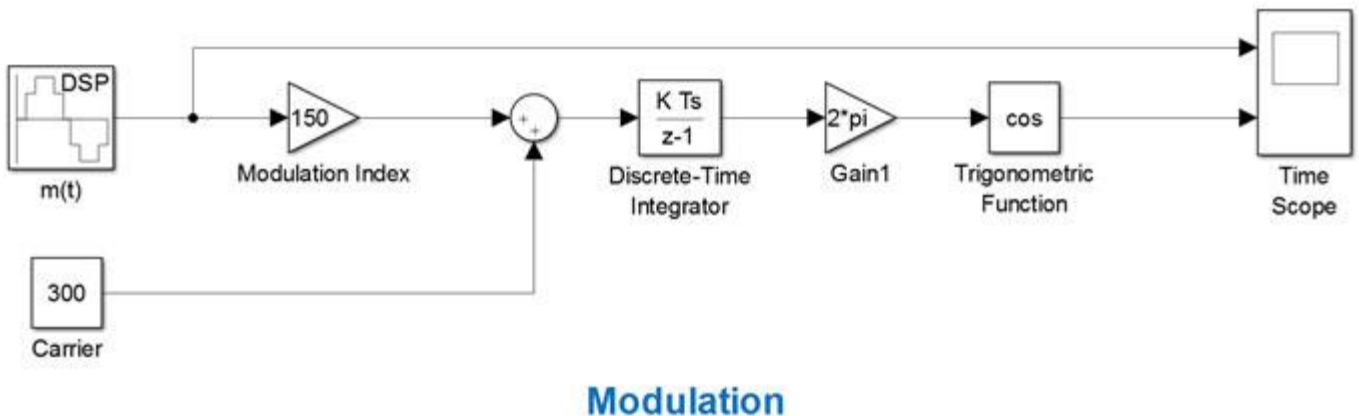 DSP
m(t)
150
Modulation Index
+
+
K Ts
z-1
Discrete-Time
Integrator
2*pi
Gain1
cos
Trigonometric
Function
Time
Scope
300
Carrier
Modulation